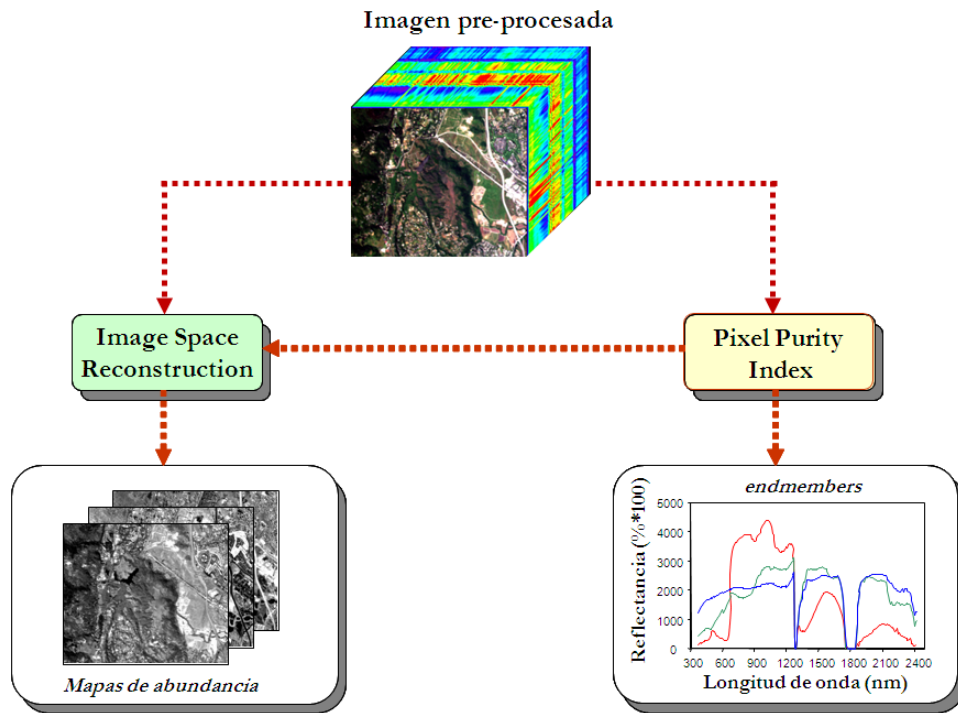 Imagen pre-procesada
Image Space
Reconstruction
Pixel Purity
Index
Mapas de abundancia
endmembers
Reflectancia (%*100)
5000
4000
3000
2000
1000
0
300 600 900 1200 1500 1800 2100 2400
Longitud de onda (nm)